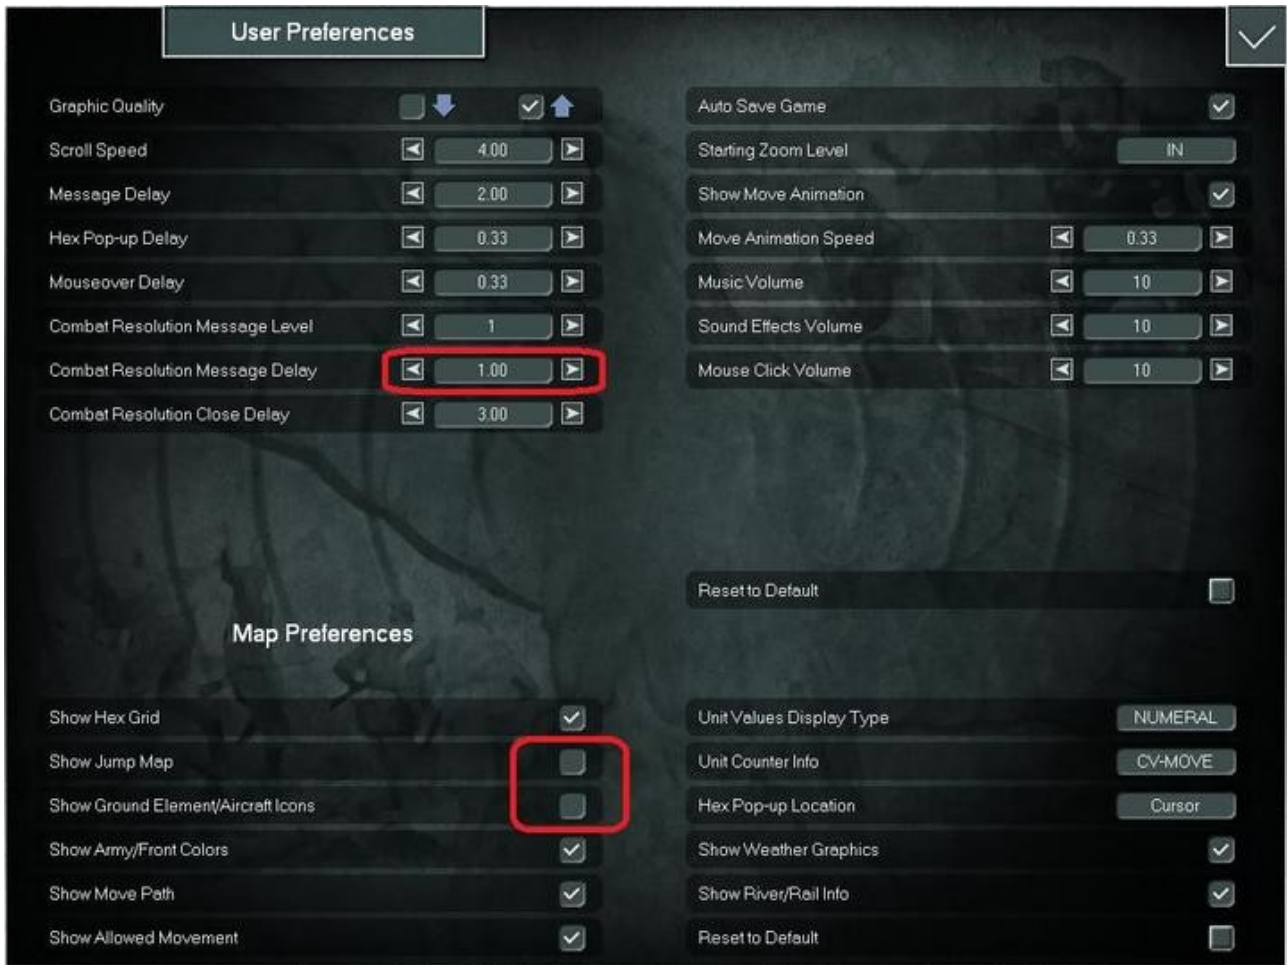 User Preferences
Graphic Quality
Scroll Speed 4.00
Message Delay 2.00
Hex Pop-up Delay 0.33
Mouseover Delay 0.33
Combat Resolution Message Level 1
Combat Resolution Message Delay 1.00
Combat Resolution Close Delay 3.00
Auto Save Game
Starting Zoom Level IN
Show Move Animation
Move Animation Speed 0.33
Music Volume 10
Sound Effects Volume 10
Mouse Click Volume 10
Reset to Default
Map Preferences
Show Hex Grid
Show Jump Map
Show Ground Element/Aircraft Icons
Show Army/Front Colors
Show Move Path
Show Allowed Movement
Unit Values Display Type NUMERAL
Unit Counter Info CV-MOVE
Hex Pop-up Location Cursor
Show Weather Graphics
Show River/Rail Info
Reset to Default